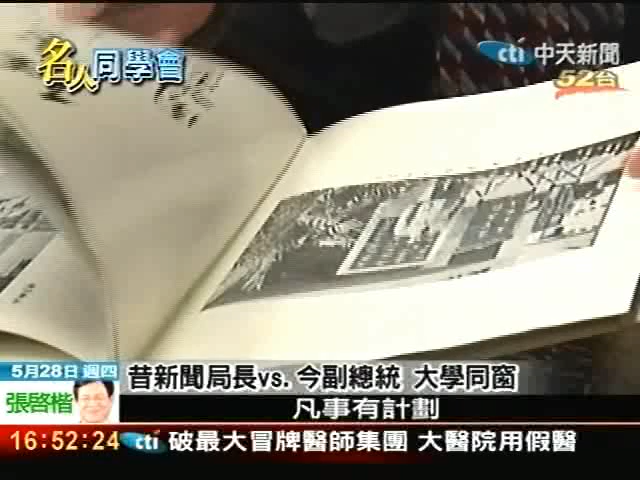 名人同學會
cti 中天新聞
52台
5月28日 週四
昔新聞局長vs. 今副總統 大學同窗
張啓楷
凡事有計劃
16:52:24 cti 破最大冒牌醫師集團 大醫院用假醫